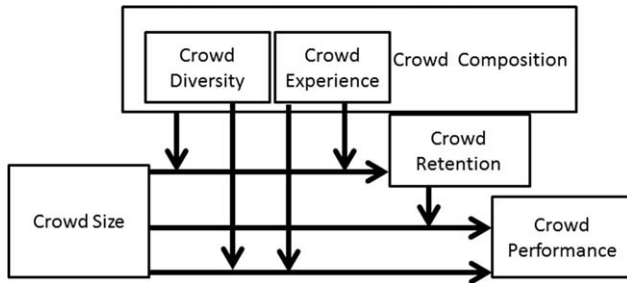 Crowd
Diversity
Crowd
Experience
Crowd Composition
Crowd
Retention
Crowd Size
Crowd
Performance